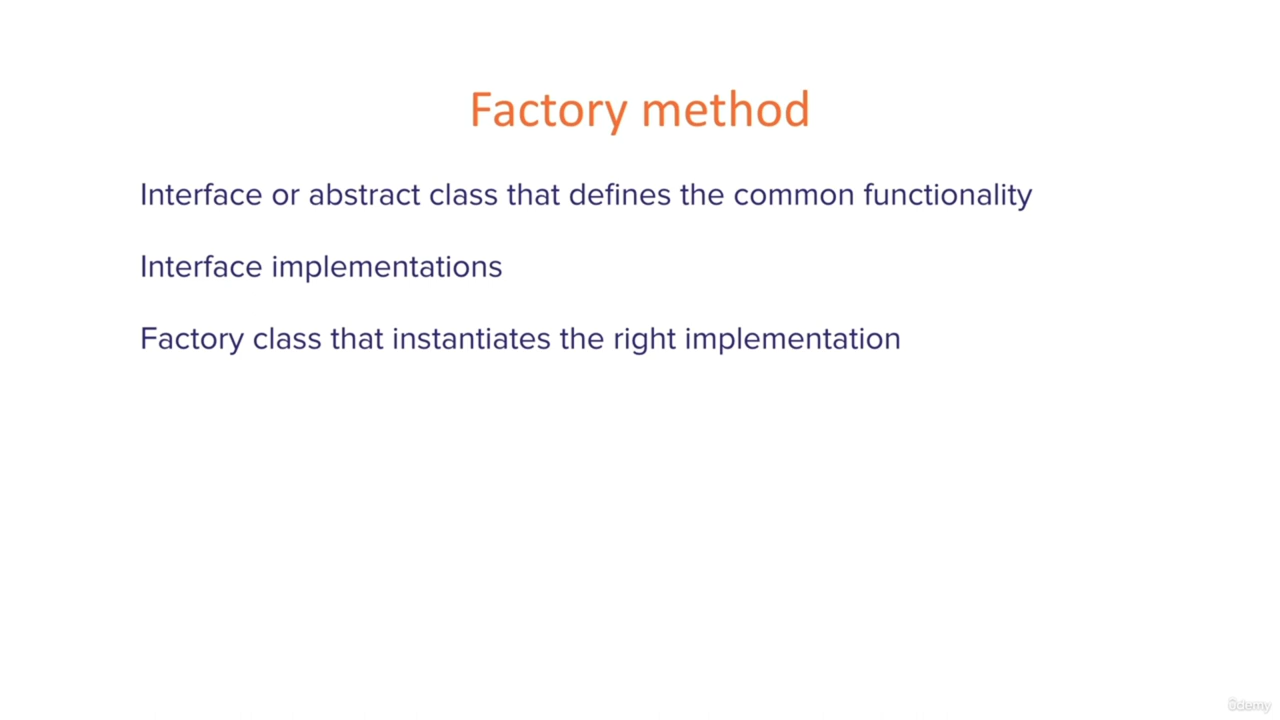 Factory method
Interface or abstract class that defines the common functionality
Interface implementations
Factory class that instantiates the right implementation
ûdemy